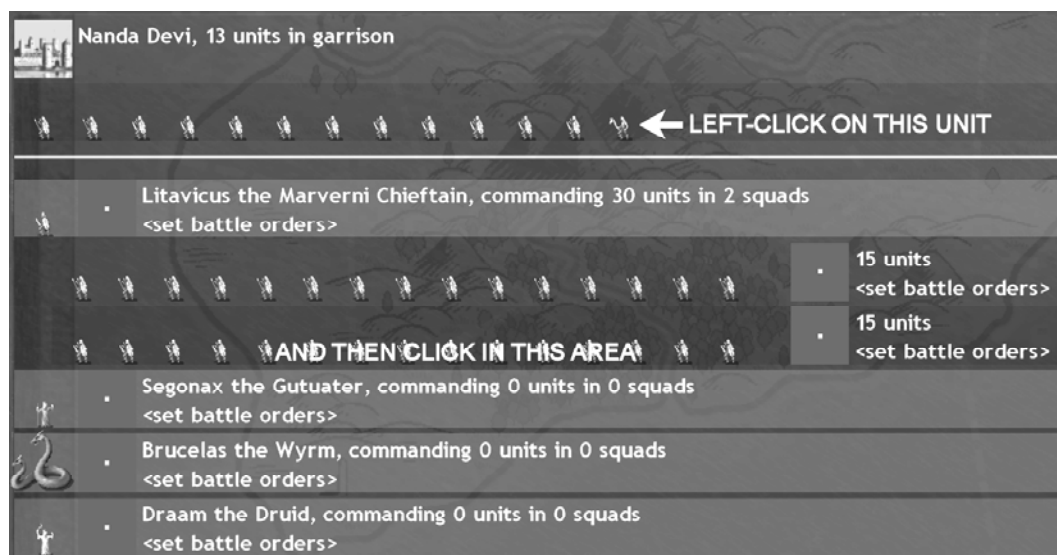 Nanda Devi, 13 units in garrison
LEFT-CLICK ON THIS UNIT
Litavicus the Marverni Chieftain, commanding 30 units in 2 squads
<set battle orders>
15 units
<set battle orders>
15 units
<set battle orders>
AND THEN CLICK IN THIS AREA
Segonax the Gutuater, commanding 0 units in 0 squads
<set battle orders>
Brucelas the Wyrm, commanding 0 units in 0 squads
<set battle orders>
Draam the Druid, commanding 0 units in 0 squads
<set battle orders>